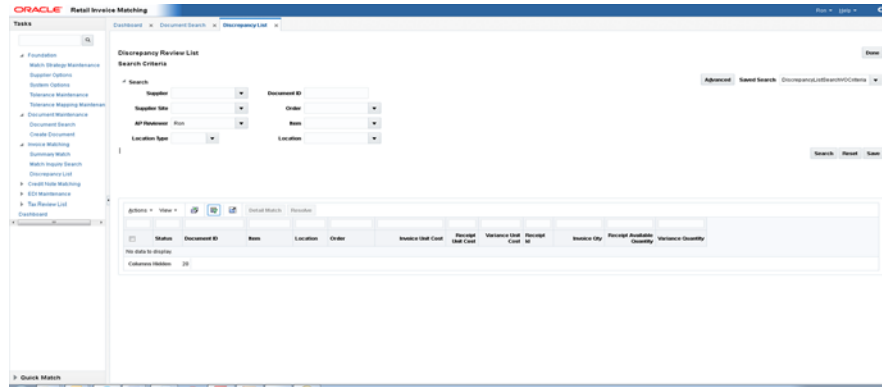 ORACLE Retail Invoice Matching
Ron Help
Tasks
Dashboard Document Search Discrepancy List
Foundation
Match Strategy Maintenance
Supplier Options
System Options
Tolerance Maintenance
Tolerance Mapping Maintenan
Document Maintenance
Document Search
Create Document
Invoice Matching
Summary Match
Match Inquire Search
Discrepancy List
Credit Note Matching
EDI Maintenance
Tax Review List
Dashboard
Quick Match
Discrepancy Review List
Done
Search Criteria
Search
Advanced Saved Search DiscrepancyListSearchVOCriteria
Supplier Document ID
Supplier Site Order
AP Reviewer Ron Item
Location Type Location
Search Reset Save
Actions View Detail Match Resolve
Status Document ID Item Location Order Invoice Unit Cost Receipt Unit Cost Variance Unit Cost Receipt Id Invoice Qty Receipt Available Quantity Variance Quantity
No data to display
Columns Hidden 20